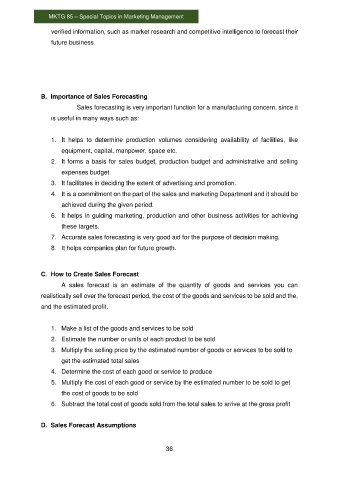 MKTG 85 – Special Topics in Marketing Management
verified information, such as market research and competitive intelligence to forecast their
future business.
B. Importance of Sales Forecasting
Sales forecasting is very important function for a manufacturing concern, since it
is useful in many ways such as:
1. It helps to determine production volumes considering availability of facilities, like
equipment, capital, manpower, space etc.
2. It forms a basis for sales budget, production budget and administrative and selling
expenses budget.
3. It facilitates in deciding the extent of advertising and promotion.
4. It is a commitment on the part of the sales and marketing Department and it should be
achieved during the given period.
6. It helps in guiding marketing, production and other business activities for achieving
these targets.
7. Accurate sales forecasting is very good aid for the purpose of decision making.
8. It helps companies plan for future growth.
C. How to Create Sales Forecast
A sales forecast is an estimate of the quantity of goods and services you can
realistically sell over the forecast period, the cost of the goods and services to be sold and the,
and the estimated profit.
1. Make a list of the goods and services to be sold
2. Estimate the number or units of each product to be sold
3. Multiply the selling price by the estimated number of goods or services to be sold to
get the estimated total sales
4. Determine the cost of each good or service to produce
5. Multiply the cost of each good or service by the estimated number to be sold to get
the cost of goods to be sold
6. Subtract the total cost of goods sold from the total sales to arrive at the gross profit
D. Sales Forecast Assumptions
36